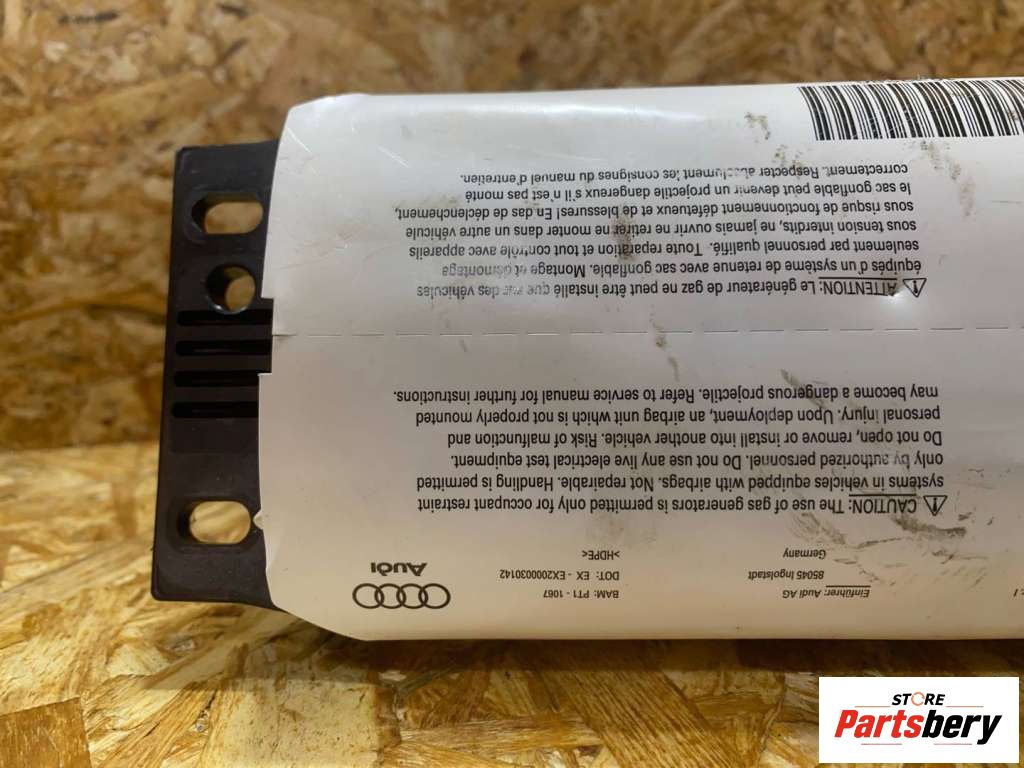 Einführer: Audi AG
85045 Ingolstadt
Germany
BAM: PT1 - 1067
DOT: EX - EX2000030142
>HDPE<
Audi
CAUTION: The use of gas generators is permitted only for occupant restraint
systems in vehicles equipped with airbags. Not repairable. Handling is permitted
only by authorized personnel. Do not use any live electrical test equipment.
Do not open, remove or install into another vehicle. Risk of malfunction and
personal injury. Upon deployment, an airbag unit which is not properly mounted
may become a dangerous projectile. Refer to service manual for further instructions.
ATTENTION: Le générateur de gaz ne peut être installé que sur des véhicules
équipés d'un système de retenue avec sac gonflable. Montage et démontage
seulement par personnel qualifié. Toute reparation et tout contrôle avec appareils
sous tension interdits, ne jamais ouvrir ne retirer ne monter dans un autre véhicule
sous risque de fonctionnement défetueux et de blessures! En das de déclenchement,
le sac gonflable peut devenir un projectile dangereux s'il n'est pas monté
correctement. Respecter absolument les consignes du manuel d'entretien.
STORE
Partsbery